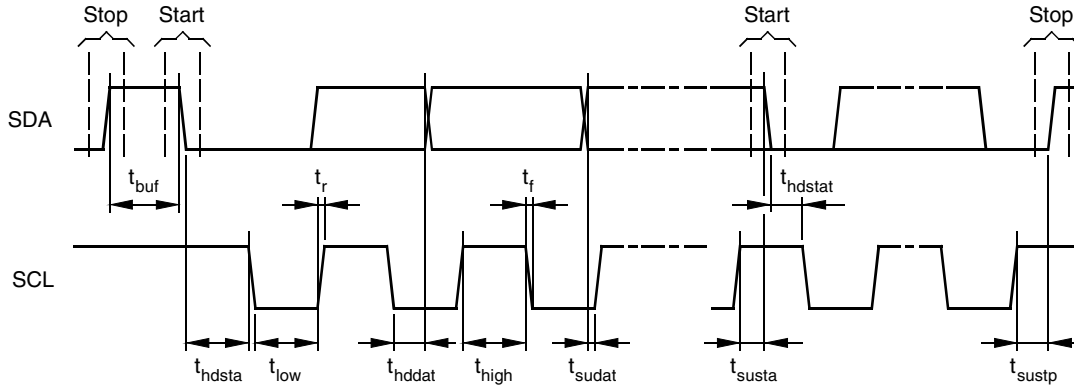 Stop Start Start Stop
SDA
t_buf t_r t_f t_hdstat
SCL
t_hdsta t_low t_hddat t_high t_sudat t_susta t_sustp